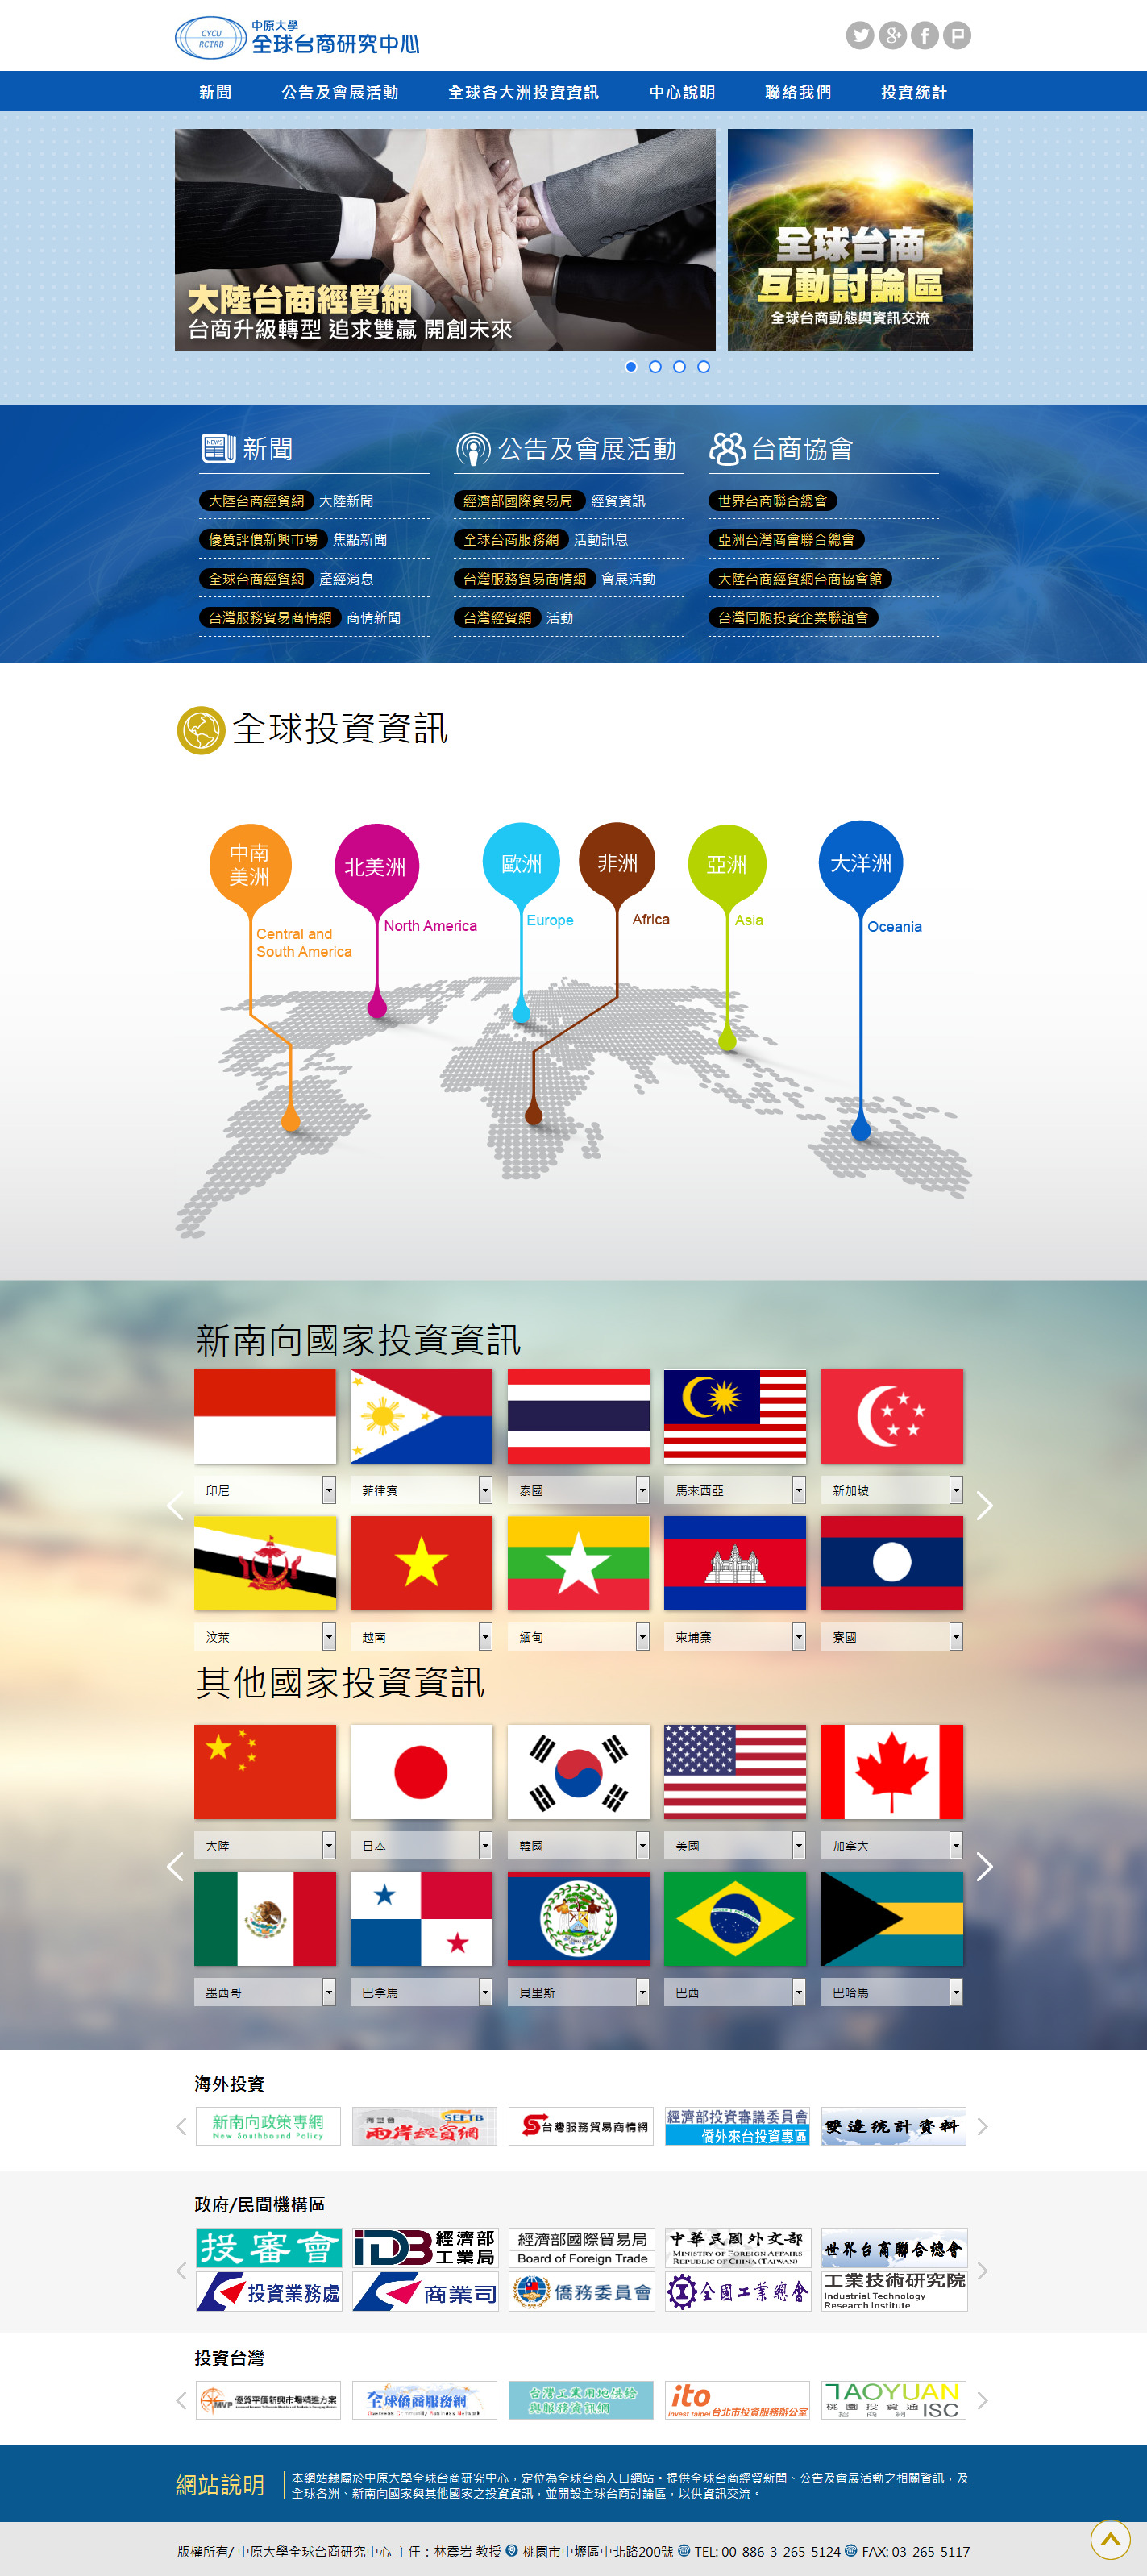 CYCU
RCTRB
中原大學
全球台商研究中心
新聞 公告及會展活動 全球各大洲投資資訊 中心說明 聯絡我們 投資統計
大陸台商經貿網
台商升級轉型 追求雙贏 開創未來
全球台商
互動討論區
全球台商動態與資訊交流
NEWS
新聞
大陸台商經貿網 大陸新聞
優質評價新興市場 焦點新聞
全球台商經貿網 產經消息
台灣服務貿易商情網 商情新聞
公告及會展活動
經濟部國際貿易局 經貿資訊
全球台商服務網 活動訊息
台灣服務貿易商情網 會展活動
台灣經貿網 活動
台商協會
世界台商聯合總會
亞洲台灣商會聯合總會
大陸台商經貿網台商協會館
台灣同胞投資企業聯誼會
全球投資資訊
中南
美洲
Central and
South America
北美洲
North America
歐洲
Europe
非洲
Africa
亞洲
Asia
大洋洲
Oceania
新南向國家投資資訊
印尼 菲律賓 泰國 馬來西亞 新加坡
汶萊 越南 緬甸 柬埔寨 寮國
其他國家投資資訊
大陸 日本 韓國 美國 加拿大
墨西哥 巴拿馬 貝里斯 巴西 巴哈馬
海外投資
新南向政策專網
New Southbound Policy
SEFTB
兩岸經貿網
台灣服務貿易商情網
經濟部投資審議委員會
僑外來台投資專區
雙邊統計資料
政府/民間機構區
投審會
IDB 經濟部
工業局
經濟部國際貿易局
Board of Foreign Trade
中華民國外交部
MINISTRY OF FOREIGN AFFAIRS
REPUBLIC OF CHINA (TAIWAN)
世界台商聯合總會
投資業務處
商業司
僑務委員會
全國工業總會
工業技術研究院
Industrial Technology
Research Institute
投資台灣
MVP 優質平價新興市場推進方案
全球僑商服務網
台灣工業用地供給
與服務資訊網
ito
invest taipei 台北市投資服務辦公室
TAOYUAN
桃園投資通
招商網 ISC
網站說明
本網站隸屬於中原大學全球台商研究中心，定位為全球台商入口網站。提供全球台商經貿新聞、公告及會展活動之相關資訊，及
全球各洲、新南向國家與其他國家之投資資訊，並開設全球台商討論區，以供資訊交流。
版權所有/ 中原大學全球台商研究中心 主任：林震岩 教授 桃園市中壢區中北路200號 TEL: 00-886-3-265-5124 FAX: 03-265-5117